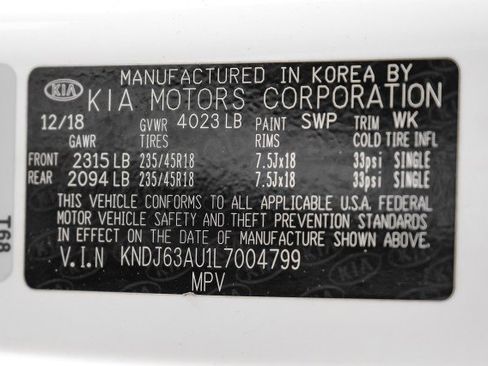 MANUFACTURED IN KOREA BY
KIA KIA MOTORS CORPORATION
12/18 GVWR 4023 LB PAINT SWP TRIM WK
GAWR TIRES RIMS COLD TIRE INFL
FRONT 2315 LB 235/45R18 7.5Jx18 33psi SINGLE
REAR 2094 LB 235/45R18 7.5Jx18 33psi SINGLE
THIS VEHICLE CONFORMS TO ALL APPLICABLE U.S.A. FEDERAL
MOTOR VEHICLE SAFETY AND THEFT PREVENTION STANDARDS
IN EFFECT ON THE DATE OF MANUFACTURE SHOWN ABOVE.
V.I.N KNDJ63AU1L7004799
MPV
T68